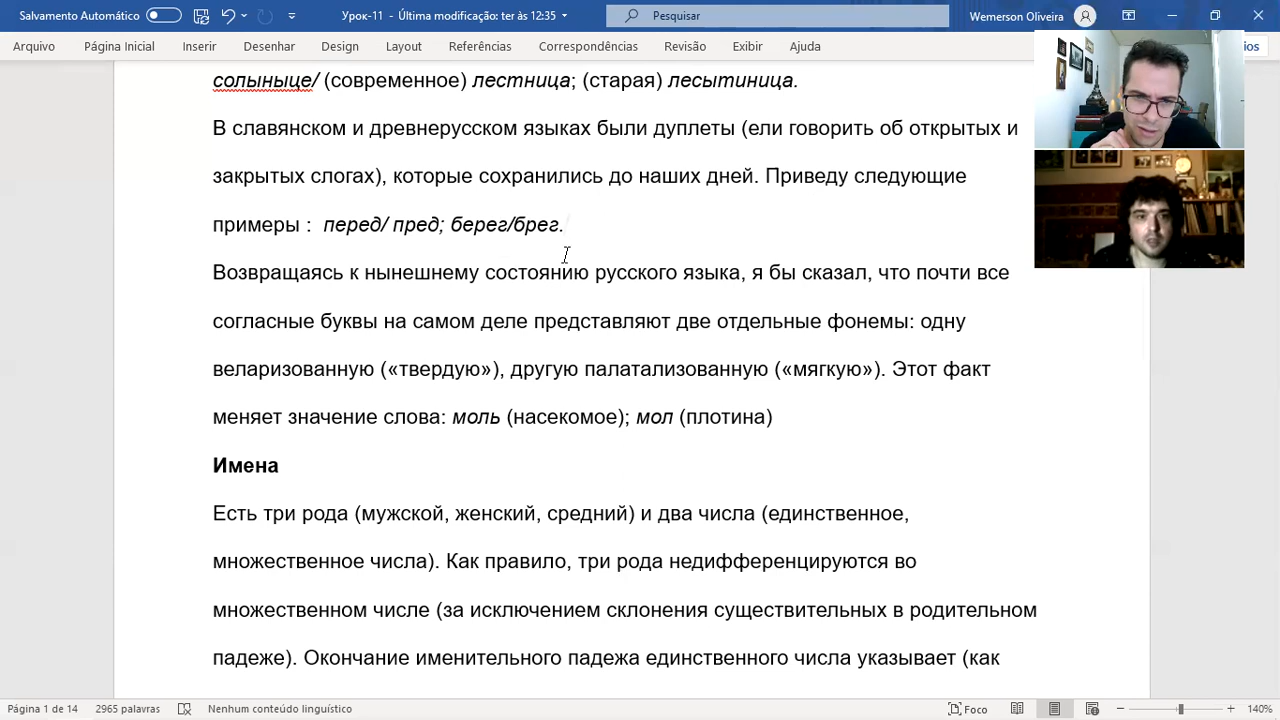 Урок-11 Última modificação: às 12:35
Pesquisar
Arquivo Página Inicial Inserir Desenhar Design Layout Referências Correspondências Revisão Exibir Ajuda ios
солыныце/ (современное) лестница; (старая) лесытиница.
В славянском и древнерусском языках были дуплеты (ели говорить об открытых и
закрытых слогах), которые сохранились до наших дней. Приведу следующие
примеры : перед/ пред; берег/брег.
Возвращаясь к нынешнему состоянию русского языка, я бы сказал, что почти все
согласные буквы на самом деле представляют две отдельные фонемы: одну
веларизованную («твердую»), другую палатализованную («мягкую»). Этот факт
меняет значение слова: моль (насекомое); мол (плотина)
Имена
Есть три рода (мужской, женский, средний) и два числа (единственное,
множественное числа). Как правило, три рода недифференцируются во
множественном числе (за исключением склонения существительных в родительном
падеже). Окончание именительного падежа единственного числа указывает (как
Página 1 de 14 2965 palavras Nenhum conteúdo linguístico Foco 140%